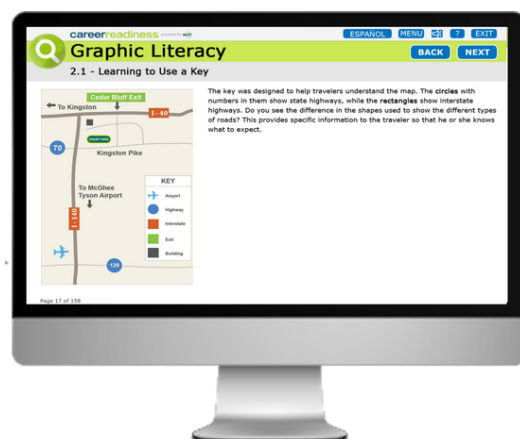 careerreadiness
ESPAÑOL MENU ? EXIT
Graphic Literacy
BACK NEXT
2.1 - Learning to Use a Key
Cedar Bluff Exit
To Kingston
I - 40
70
Kingston Pike
To McGhee
Tyson Airport
I - 140
129
KEY
Airport
Highway
Interstate
Exit
Building
The key was designed to help travelers understand the map. The circles with
numbers in them show state highways, while the rectangles show interstate
highways. Do you see the difference in the shapes used to show the different types
of roads? This provides specific information to the traveler so that he or she knows
what to expect.
Page 17 of 158